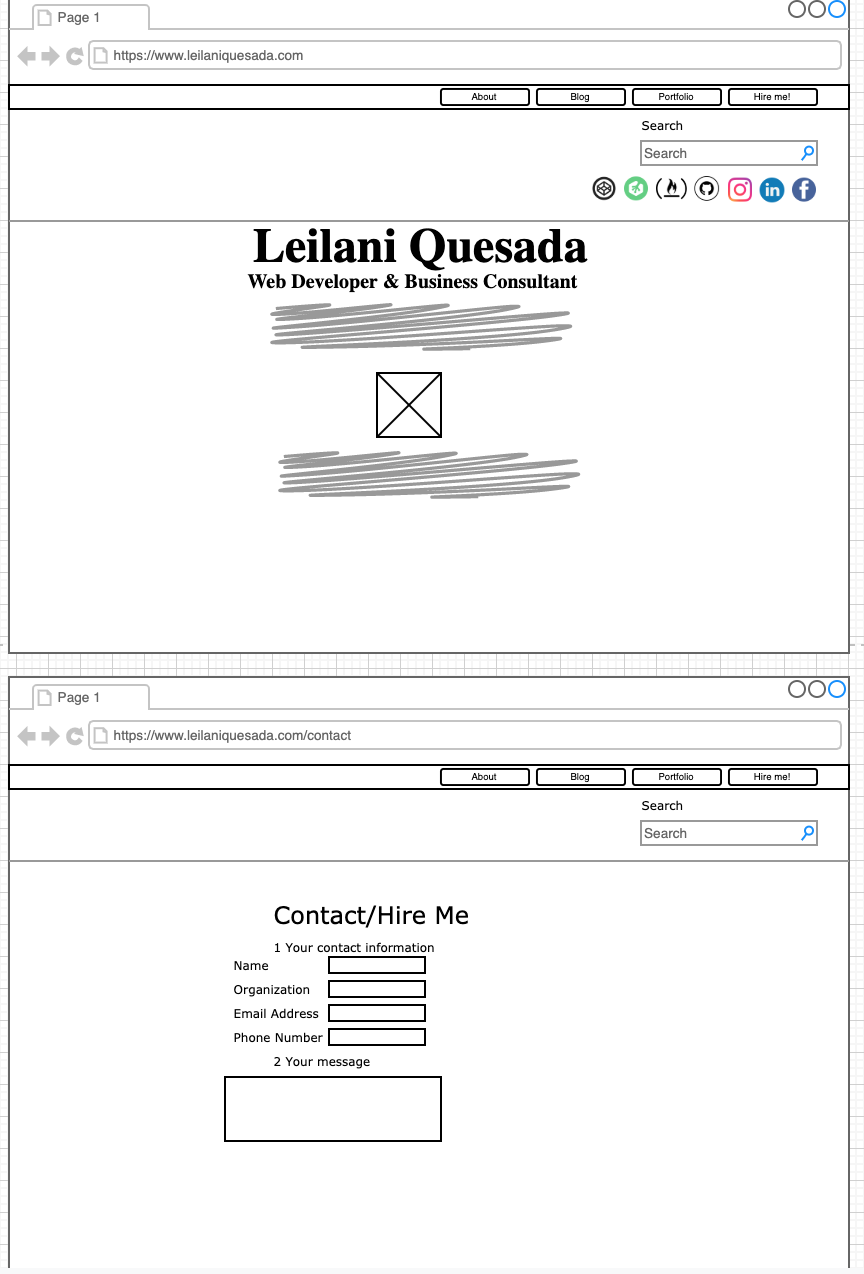 Page 1
https://www.leilaniquesada.com
About Blog Portfolio Hire me!
Search
Search
Leilani Quesada
Web Developer & Business Consultant
Page 1
https://www.leilaniquesada.com/contact
About Blog Portfolio Hire me!
Search
Search
Contact/Hire Me
1 Your contact information
Name
Organization
Email Address
Phone Number
2 Your message